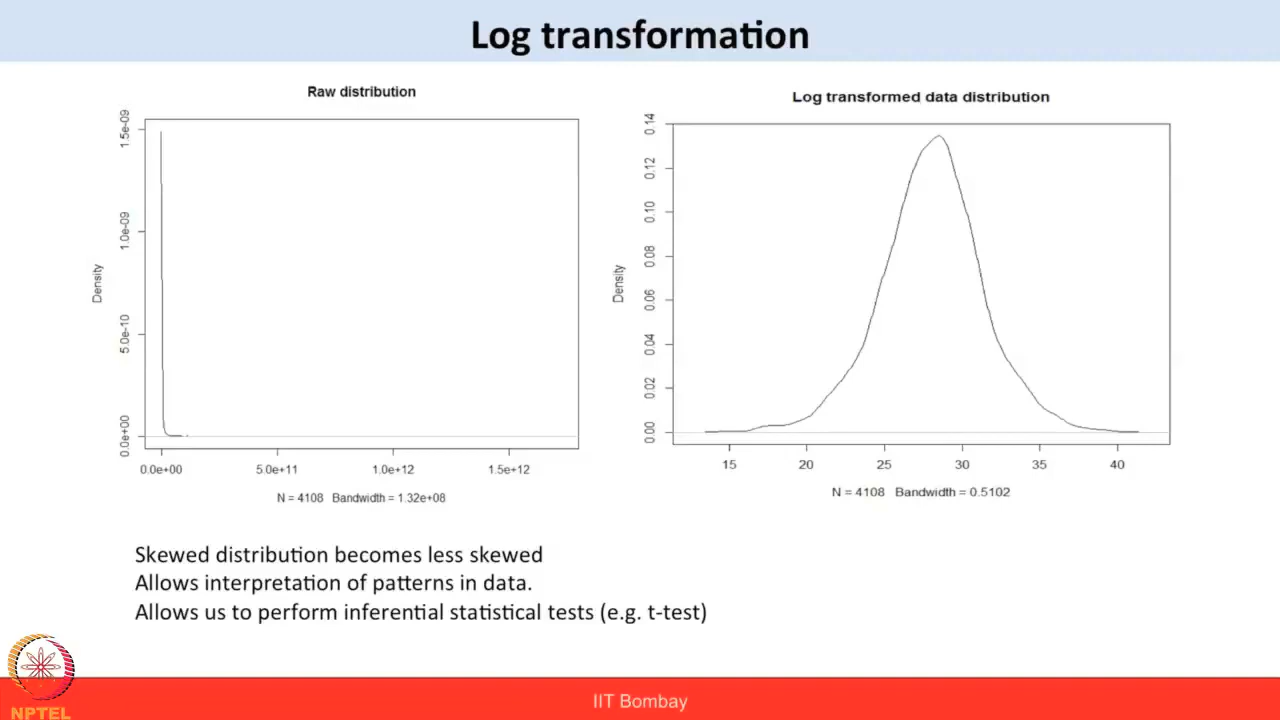 Log transformation
Raw distribution
Density
0.0e+00
5.0e-10
1.0e-09
1.5e-09
0.0e+00 5.0e+11 1.0e+12 1.5e+12
N = 4108 Bandwidth = 1.32e+08
Log transformed data distribution
Density
0.00
0.02
0.04
0.06
0.08
0.10
0.12
0.14
15 20 25 30 35 40
N = 4108 Bandwidth = 0.5102
Skewed distribution becomes less skewed
Allows interpretation of patterns in data.
Allows us to perform inferential statistical tests (e.g. t-test)
NPTEL
IIT Bombay